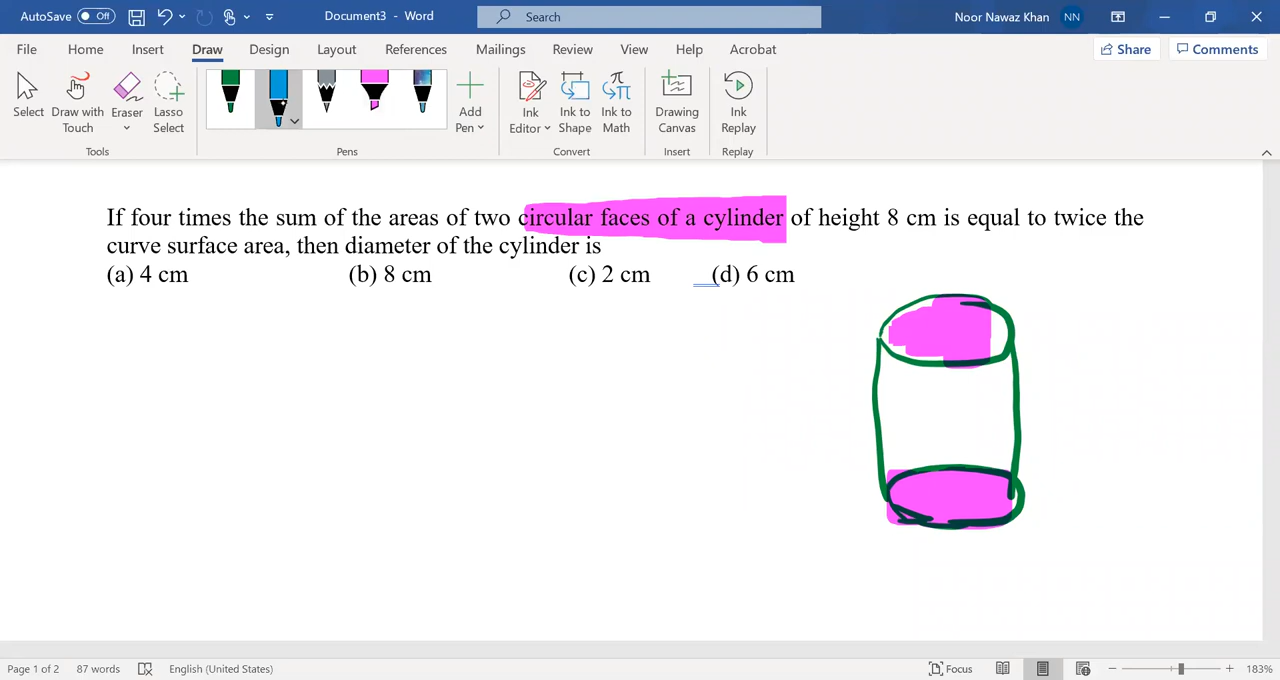 AutoSave Off Document3 - Word Search Noor Nawaz Khan NN
File Home Insert Draw Design Layout References Mailings Review View Help Acrobat Share Comments
Select Draw with Touch Eraser Lasso Select Add Pen Ink Editor Ink to Shape Ink to Math Drawing Canvas Ink Replay
Tools Pens Convert Insert Replay
If four times the sum of the areas of two circular faces of a cylinder of height 8 cm is equal to twice the
curve surface area, then diameter of the cylinder is
(a) 4 cm (b) 8 cm (c) 2 cm (d) 6 cm
Page 1 of 2 87 words English (United States) Focus 183%